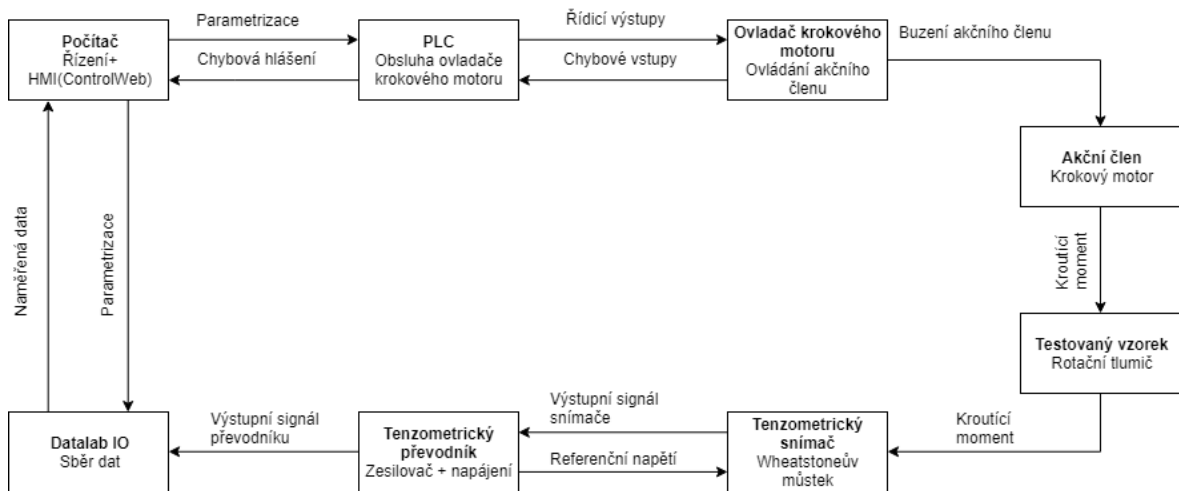 Parametrizace
Řídicí výstupy
Počítač
Řízení+
HMI(ControlWeb)
Chybová hlášení
PLC
Obsluha ovladače
krokového motoru
Chybové vstupy
Ovladač krokového
motoru
Ovládání akčního
členu
Buzení akčního členu
Akční člen
Krokový motor
Kroutící
moment
Testovaný vzorek
Rotační tlumič
Kroutící
moment
Tenzometrický
snímač
Wheatstoneův
můstek
Výstupní signál
snímače
Referenční napětí
Tenzometrický
převodník
Zesilovač + napájení
Výstupní signál
převodníku
Datalab IO
Sběr dat
Naměřená data
Parametrizace